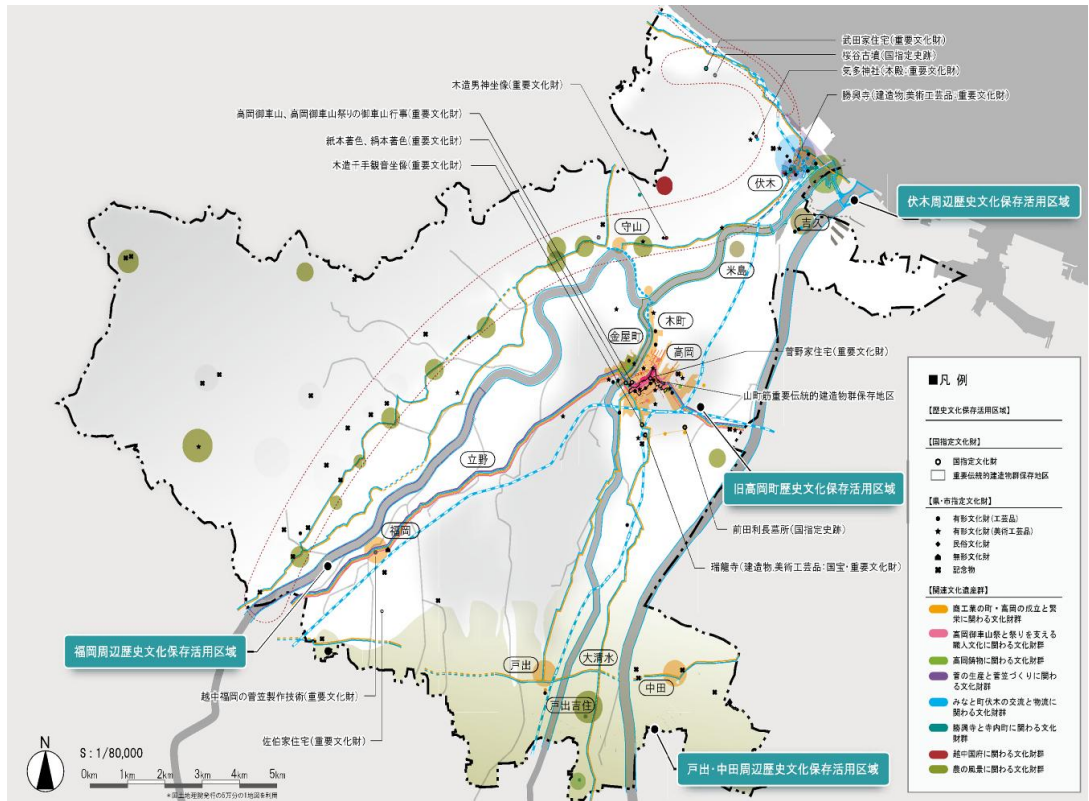 武田家住宅(重要文化財)
桜谷古墳(国指定史跡)
気多神社(本殿:重要文化財)
勝興寺(建造物,美術工芸品:重要文化財)
木造男神坐像(重要文化財)
高岡御車山、高岡御車山祭りの御車山行事(重要文化財)
紙本著色、絹本著色(重要文化財)
木造千手観音坐像(重要文化財)
伏木
伏木周辺歴史文化保存活用区域
吉久
守山
米島
木町
金屋町
高岡
菅野家住宅(重要文化財)
山町筋重要伝統的建造物群保存地区
立野
旧高岡町歴史文化保存活用区域
福岡
前田利長墓所(国指定史跡)
瑞龍寺(建造物,美術工芸品:国宝・重要文化財)
福岡周辺歴史文化保存活用区域
戸出
大清水
中田
戸出吉住
越中福岡の菅笠製作技術(重要文化財)
佐伯家住宅(重要文化財)
戸出・中田周辺歴史文化保存活用区域
N
S:1/80,000
0km 1km 2km 3km 4km 5km
*国土地理院発行の5万分の1地図を利用
■凡 例
【歴史文化保存活用区域】
【国指定文化財】
国指定文化財
重要伝統的建造物群保存地区
【県・市指定文化財】
有形文化財(工芸品)
有形文化財(美術工芸品)
民俗文化財
無形文化財
記念物
【関連文化遺産群】
商工業の町・高岡の成立と繁
栄に関わる文化財群
高岡御車山祭と祭りを支える
職人文化に関わる文化財群
高岡鋳物に関わる文化財群
菅の生産と菅笠づくりに関わ
る文化財群
みなと町伏木の交流と物流に
関わる文化財群
勝興寺と寺内町に関わる文化
財群
越中国府に関わる文化財群
農の風景に関わる文化財群